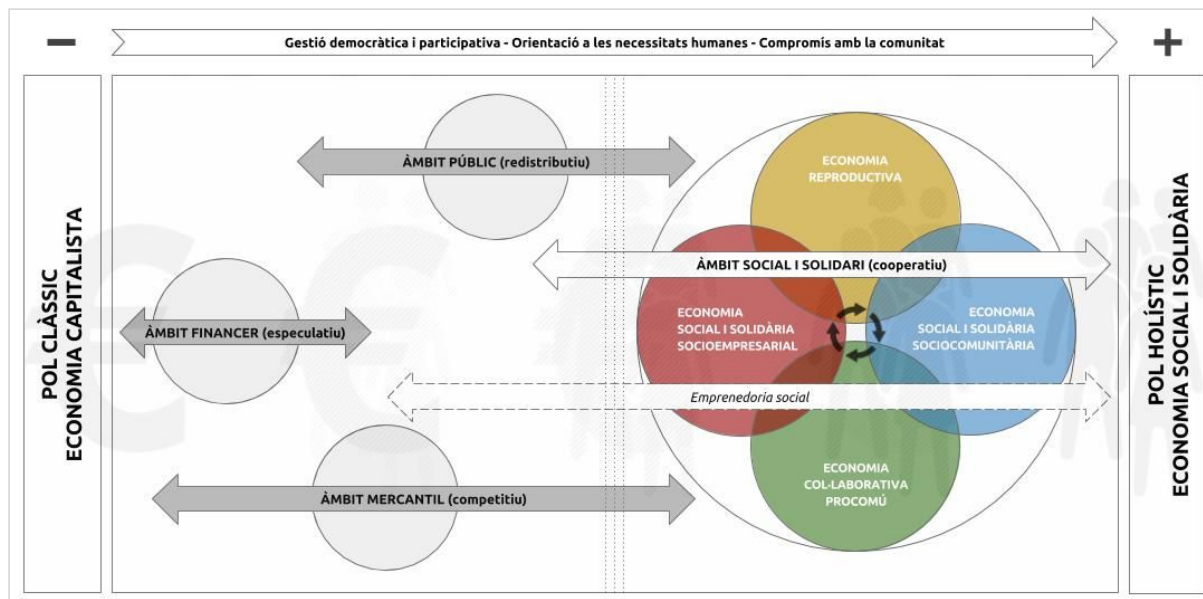 −
Gestió democràtica i participativa - Orientació a les necessitats humanes - Compromís amb la comunitat
+
POL CLÀSSIC
ECONOMIA CAPITALISTA
ÀMBIT PÚBLIC (redistributiu)
ECONOMIA
REPRODUCTIVA
ÀMBIT SOCIAL I SOLIDARI (cooperatiu)
ÀMBIT FINANCER (especulatiu)
ECONOMIA
SOCIAL I SOLIDÀRIA
SOCIOEMPRESARIAL
ECONOMIA
SOCIAL I SOLIDÀRIA
SOCIOCOMUNITÀRIA
Emprenedoria social
ÀMBIT MERCANTIL (competitiu)
ECONOMIA
COL·LABORATIVA
PROCOMÚ
POL HOLÍSTIC
ECONOMIA SOCIAL I SOLIDÀRIA